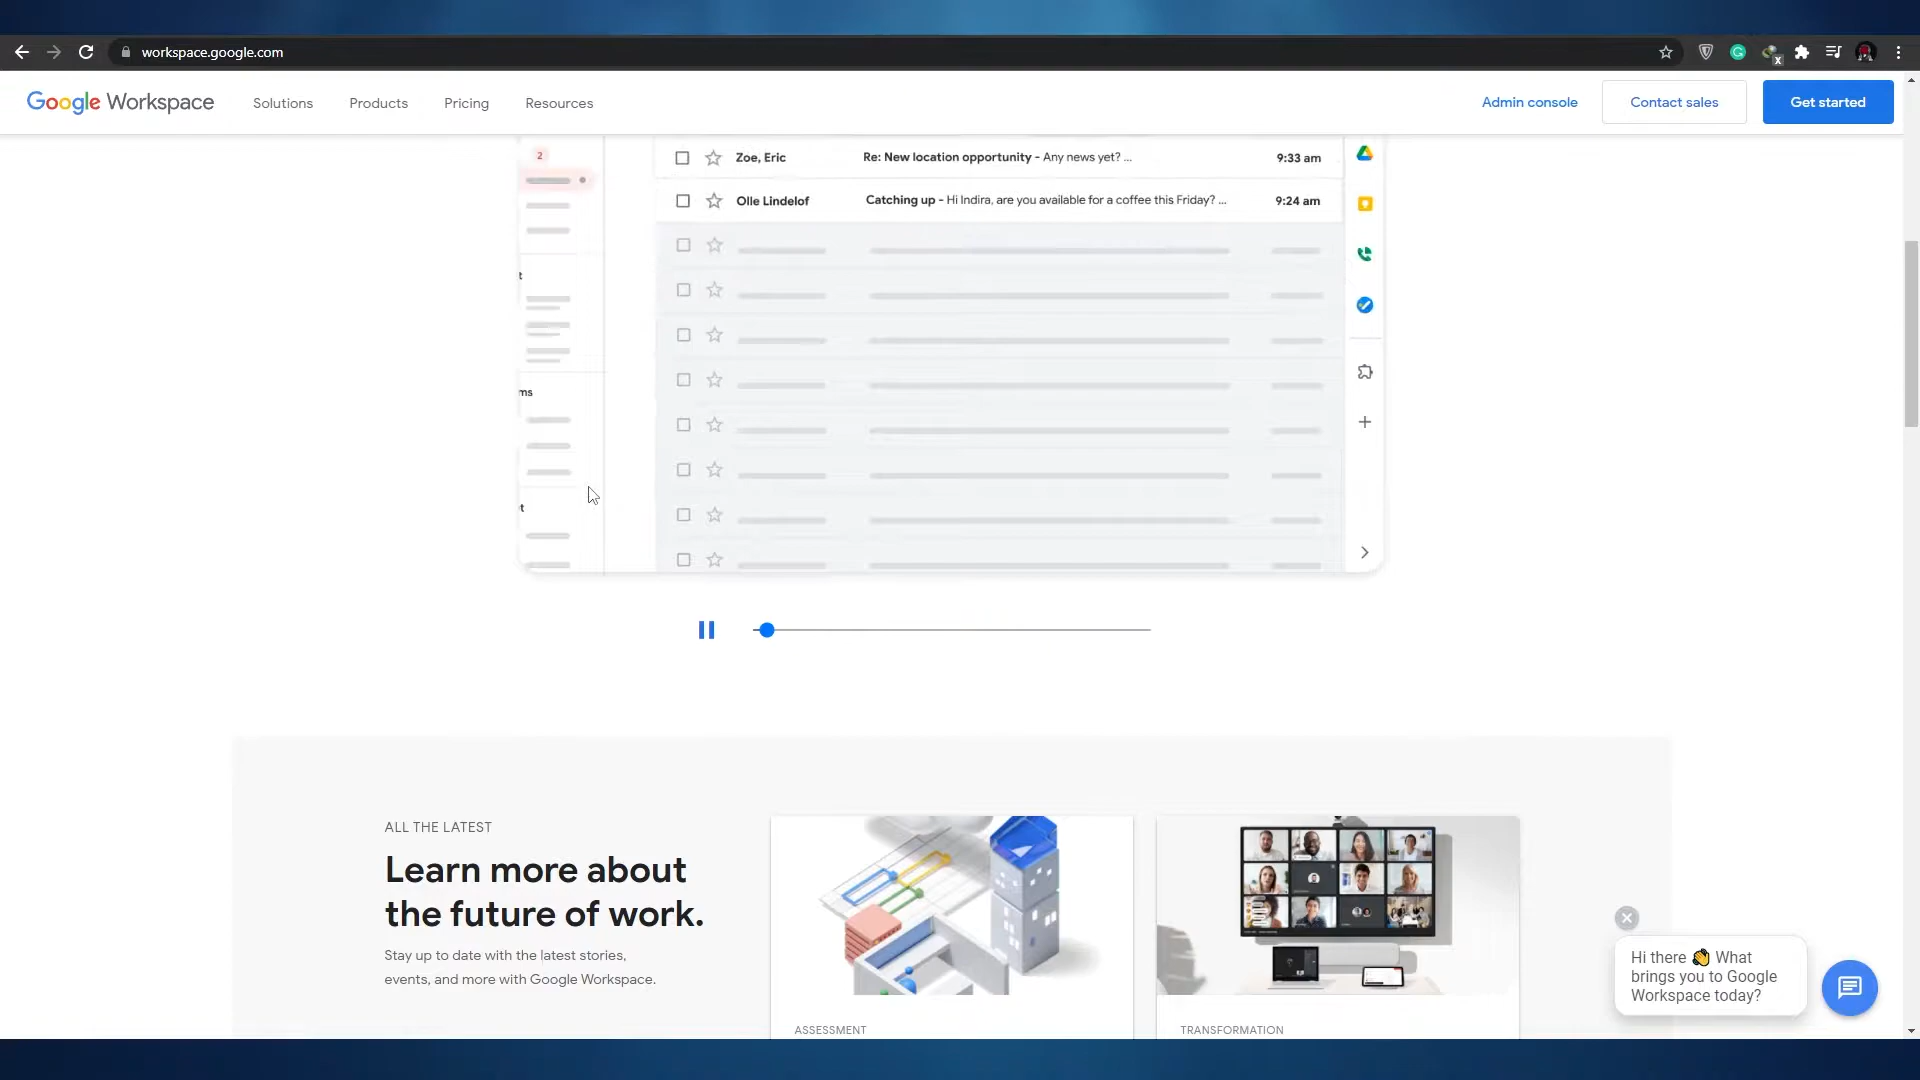 workspace.google.com
Google Workspace
Solutions
Products
Pricing
Resources
Admin console
Contact sales
Get started
2
Zoe, Eric
Re: New location opportunity - Any news yet? ...
9:33 am
Olle Lindelof
Catching up - Hi Indira, are you available for a coffee this Friday? ...
9:24 am
t
ms
t
ALL THE LATEST
Learn more about
the future of work.
Stay up to date with the latest stories,
events, and more with Google Workspace.
ASSESSMENT
TRANSFORMATION
Hi there 👋 What
brings you to Google
Workspace today?